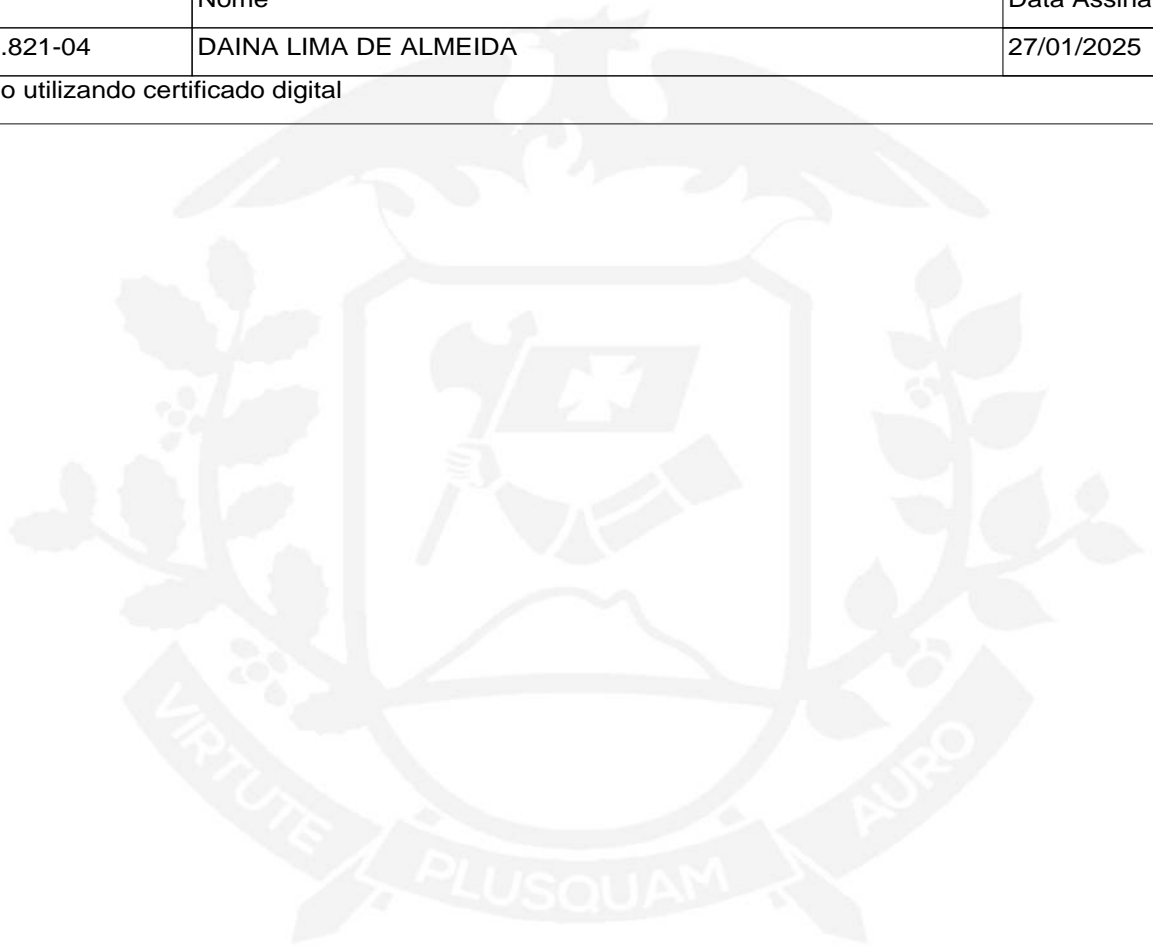 Nome Data Assina
.821-04 DAINA LIMA DE ALMEIDA 27/01/2025
o utilizando certificado digital
VIRTUTE PLUSQUAM AURO